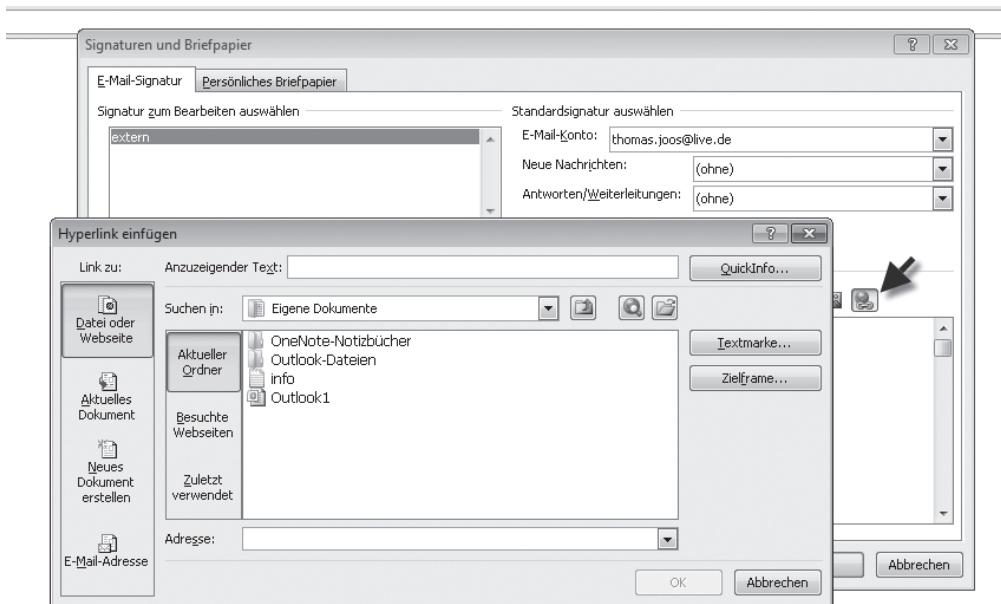 Signaturen und Briefpapier
E-Mail-Signatur
Persönliches Briefpapier
Signatur zum Bearbeiten auswählen
extern
Standardsignatur auswählen
E-Mail-Konto:
thomas.joos@live.de
Neue Nachrichten:
(ohne)
Antworten/Weiterleitungen:
(ohne)
Hyperlink einfügen
Link zu:
Anzuzeigender Text:
QuickInfo...
Datei oder
Webseite
Aktuelles
Dokument
Neues
Dokument
erstellen
E-Mail-Adresse
Suchen in:
Eigene Dokumente
Aktueller
Ordner
Besuchte
Webseiten
Zuletzt
verwendet
OneNote-Notizbücher
Outlook-Dateien
info
Outlook1
Textmarke...
Zielframe...
Adresse:
OK
Abbrechen
Abbrechen